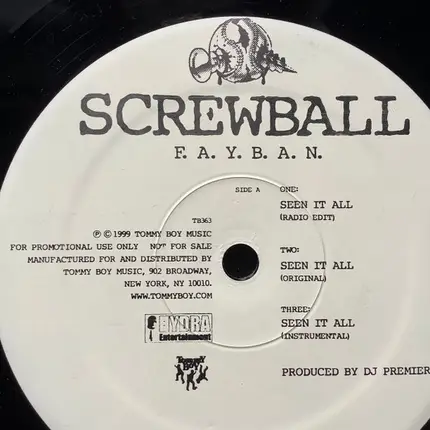 SCREWBALL
F. A. Y. B. A. N.
SIDE A
TB363
℗ © 1999 TOMMY BOY MUSIC
FOR PROMOTIONAL USE ONLY NOT FOR SALE
MANUFACTURED FOR AND DISTRIBUTED BY
TOMMY BOY MUSIC, 902 BROADWAY,
NEW YORK, NY 10010.
WWW.TOMMYBOY.COM
HYDRA
Entertainment
Tommy
Boy
ONE:
SEEN IT ALL
(RADIO EDIT)
TWO:
SEEN IT ALL
(ORIGINAL)
THREE:
SEEN IT ALL
(INSTRUMENTAL)
PRODUCED BY DJ PREMIER